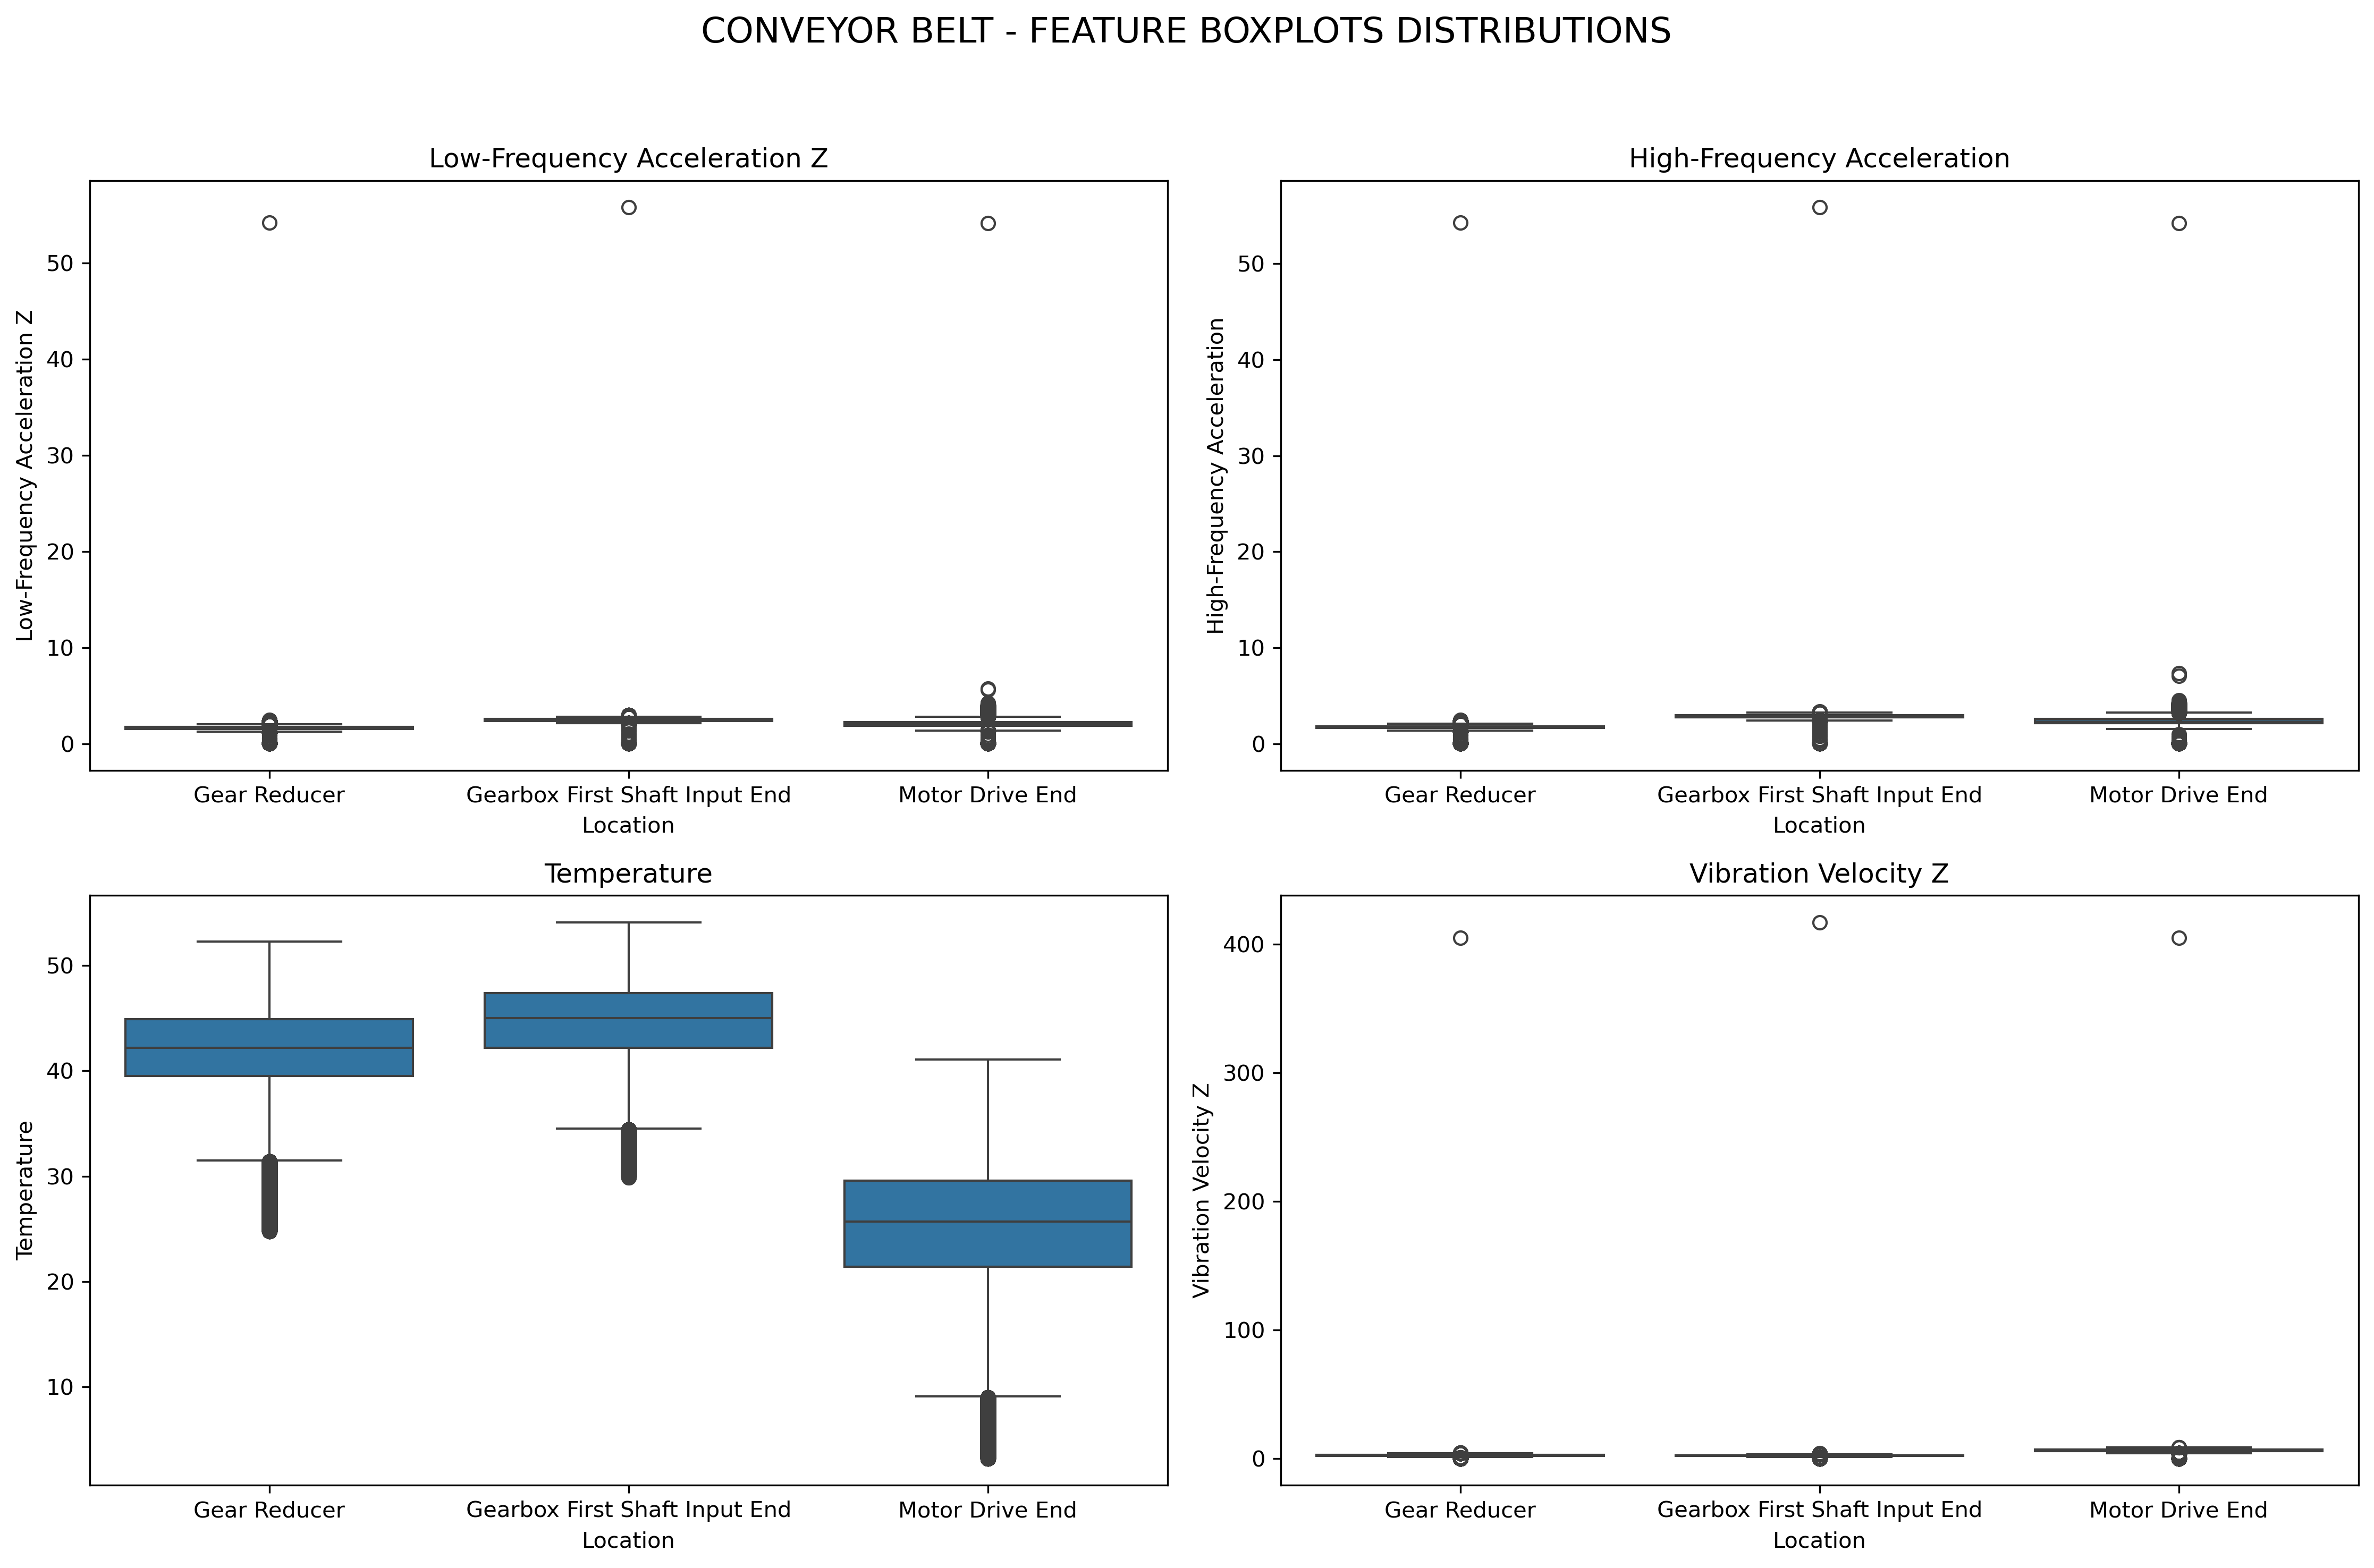 CONVEYOR BELT - FEATURE BOXPLOTS DISTRIBUTIONS
Low-Frequency Acceleration Z
Low-Frequency Acceleration Z
50
40
30
20
10
0
Gear Reducer
Gearbox First Shaft Input End
Motor Drive End
Location
High-Frequency Acceleration
High-Frequency Acceleration
50
40
30
20
10
0
Gear Reducer
Gearbox First Shaft Input End
Motor Drive End
Location
Temperature
Temperature
50
40
30
20
10
Gear Reducer
Gearbox First Shaft Input End
Motor Drive End
Location
Vibration Velocity Z
Vibration Velocity Z
400
300
200
100
0
Gear Reducer
Gearbox First Shaft Input End
Motor Drive End
Location